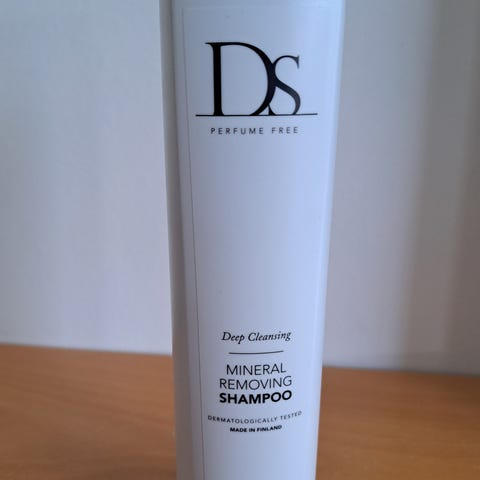 DS
PERFUME FREE
Deep Cleansing
MINERAL
REMOVING
SHAMPOO
DERMATOLOGICALLY TESTED
MADE IN FINLAND